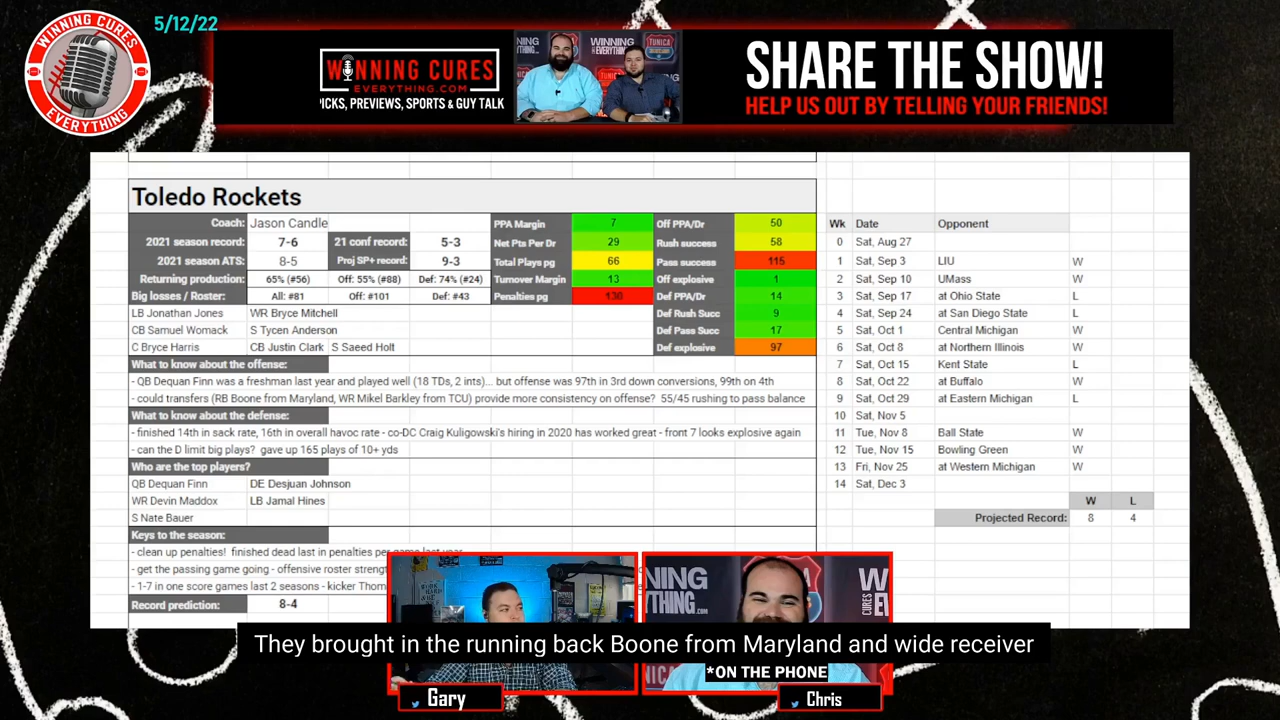 5/12/22
WINNING CURES
EVERYTHING
WINNING CURES
EVERYTHING.COM
PICKS, PREVIEWS, SPORTS & GUY TALK
SHARE THE SHOW!
HELP US OUT BY TELLING YOUR FRIENDS!
Toledo Rockets
Coach: Jason Candle
2021 season record: 7-6 21 conf record: 5-3
2021 season ATS: 8-5 Proj SP+ record: 9-3
Returning production: 65% (#56) Off: 55% (#88) Def: 74% (#24)
Big losses / Roster: All: #81 Off: #101 Def: #43
LB Jonathan Jones WR Bryce Mitchell
CB Samuel Womack S Tycen Anderson
C Bryce Harris CB Justin Clark S Saeed Holt
PPA Margin 7 Off PPA/Dr 50
Net Pts Per Dr 29 Rush success 58
Total Plays pg 66 Pass success 115
Turnover Margin 13 Off explosive 1
Penalties pg 130 Def PPA/Dr 14
Def Rush Succ 9
Def Pass Succ 17
Def explosive 97
What to know about the offense:
- QB Dequan Finn was a freshman last year and played well (18 TDs, 2 ints)... but offense was 97th in 3rd down conversions, 99th on 4th
- could transfers (RB Boone from Maryland, WR Mikel Barkley from TCU) provide more consistency on offense? 55/45 rushing to pass balance
What to know about the defense:
- finished 14th in sack rate, 16th in overall havoc rate - co-DC Craig Kuligowski's hiring in 2020 has worked great - front 7 looks explosive again
- can the D limit big plays? gave up 165 plays of 10+ yds
Who are the top players?
QB Dequan Finn DE Desjuan Johnson
WR Devin Maddox LB Jamal Hines
S Nate Bauer
Keys to the season:
- clean up penalties! finished dead last in penalties per game last year
- get the passing game going - offensive roster strengt
- 1-7 in one score games last 2 seasons - kicker Thom
Record prediction: 8-4
Wk Date Opponent
0 Sat, Aug 27
1 Sat, Sep 3 LIU W
2 Sat, Sep 10 UMass W
3 Sat, Sep 17 at Ohio State L
4 Sat, Sep 24 at San Diego State L
5 Sat, Oct 1 Central Michigan W
6 Sat, Oct 8 at Northern Illinois W
7 Sat, Oct 15 Kent State L
8 Sat, Oct 22 at Buffalo W
9 Sat, Oct 29 at Eastern Michigan L
10 Sat, Nov 5
11 Tue, Nov 8 Ball State W
12 Tue, Nov 15 Bowling Green W
13 Fri, Nov 25 at Western Michigan W
14 Sat, Dec 3
W L
Projected Record: 8 4
They brought in the running back Boone from Maryland and wide receiver
*ON THE PHONE
Gary
Chris